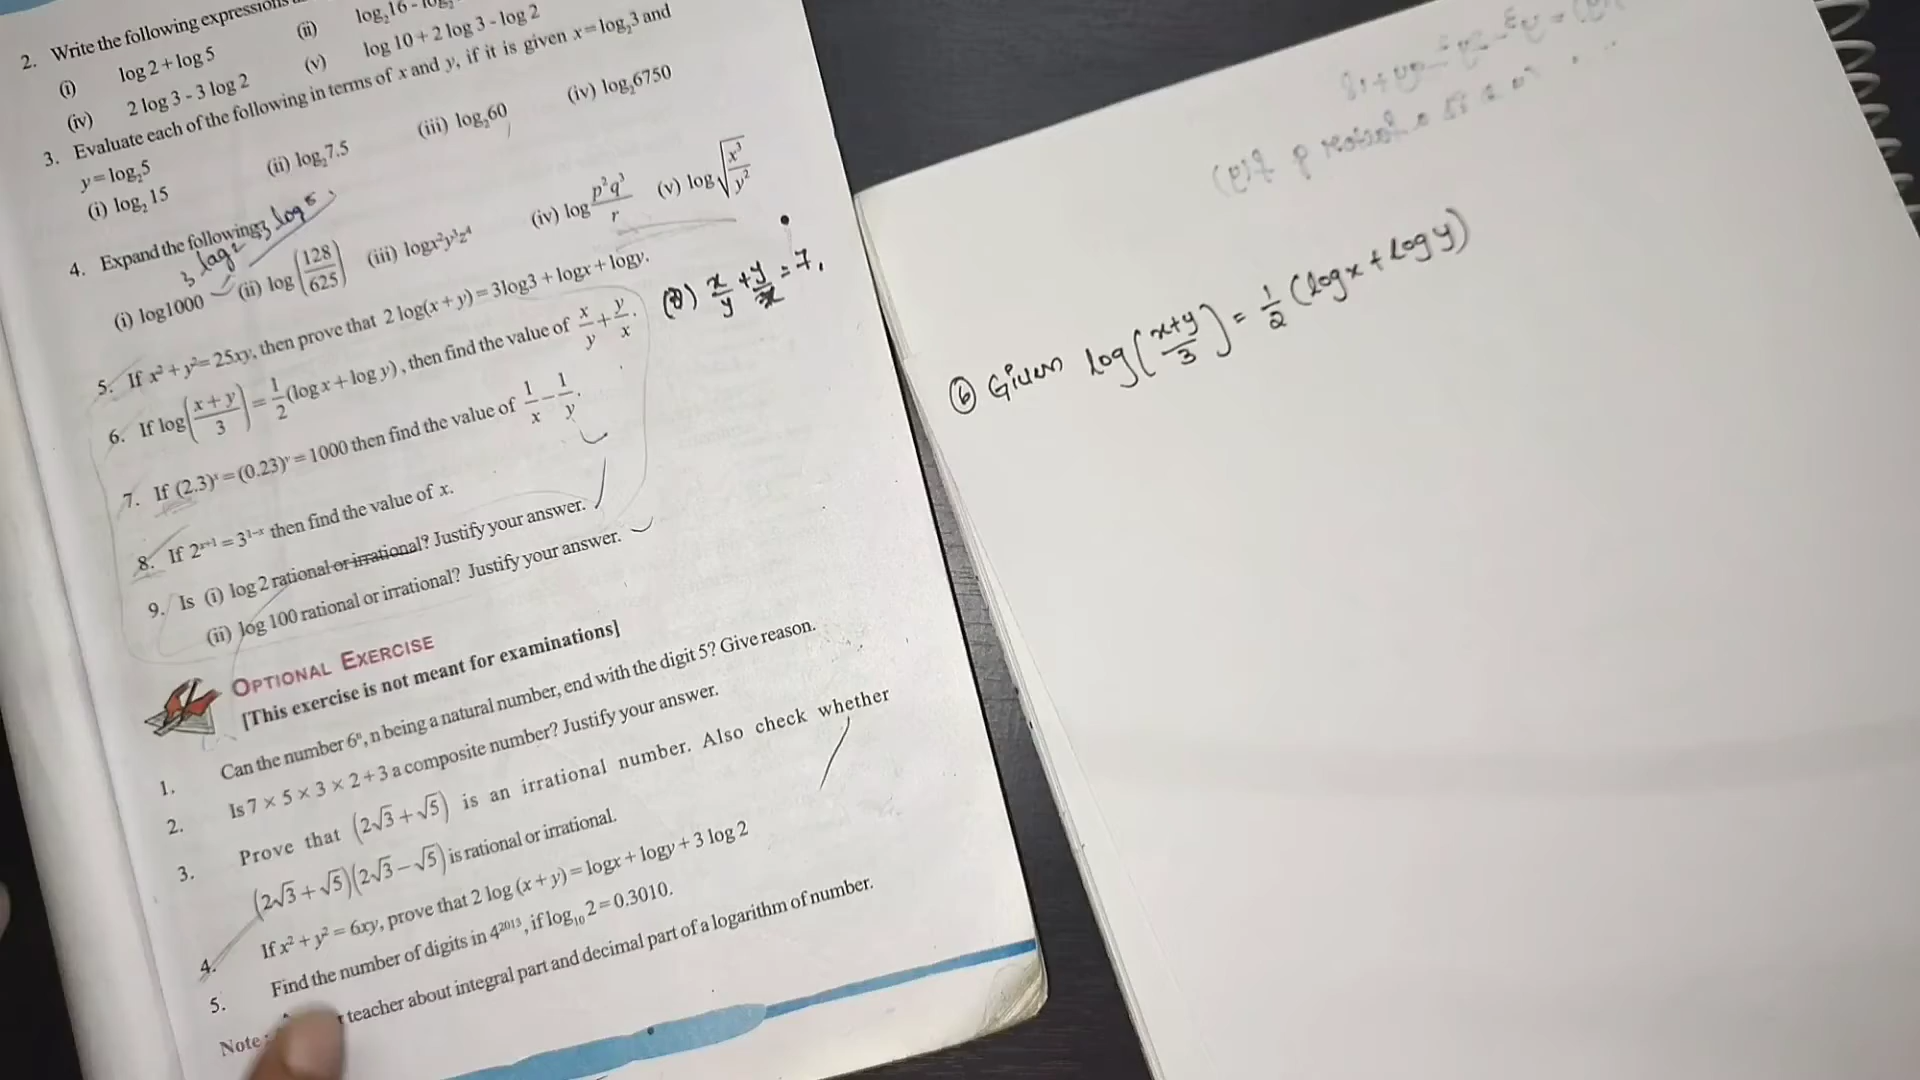 2. Write the following expressions
(i) log 2 + log 5 (ii) log₂16 - log₂
(iv) 2 log 3 - 3 log 2 (v) log 10 + 2 log 3 - log 2
3. Evaluate each of the following in terms of x and y, if it is given x = log₂3 and
y = log₂5
(i) log₂ 15 (ii) log₂7.5 (iii) log₂60 (iv) log₂6750
4. Expand the following
3 log 2 3 log 5
(i) log1000 (ii) log(128/625) (iii) logx²y³z⁴ (iv) log p²q³/r (v) log√(x³/y²)
5. If x² + y² = 25xy, then prove that 2 log(x + y) = 3log3 + logx + logy.
6. If log((x + y)/3) = 1/2 (log x + log y), then find the value of x/y + y/x.
(or) x/y + y/x = 7.
7. If (2.3)ˣ = (0.23)ʸ = 1000 then find the value of 1/x - 1/y.
8. If 2ˣ⁺¹ = 3¹⁻ˣ then find the value of x.
9. Is (i) log 2 rational or irrational? Justify your answer.
(ii) log 100 rational or irrational? Justify your answer.
OPTIONAL EXERCISE
[This exercise is not meant for examinations]
1. Can the number 6ⁿ, n being a natural number, end with the digit 5? Give reason.
2. Is 7 × 5 × 3 × 2 + 3 a composite number? Justify your answer.
3. Prove that (2√3 + √5) is an irrational number. Also check whether
(2√3 + √5)(2√3 - √5) is rational or irrational.
4. If x² + y² = 6xy, prove that 2 log (x + y) = logx + logy + 3 log 2
5. Find the number of digits in 4²⁰¹³, if log₁₀ 2 = 0.3010.
Note : teacher about integral part and decimal part of a logarithm of number.
⑥ Given log((x+y)/3) = 1/2 (log x + log y)